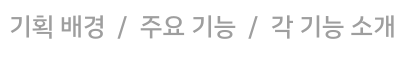 기획 배경 / 주요 기능 / 각 기능 소개